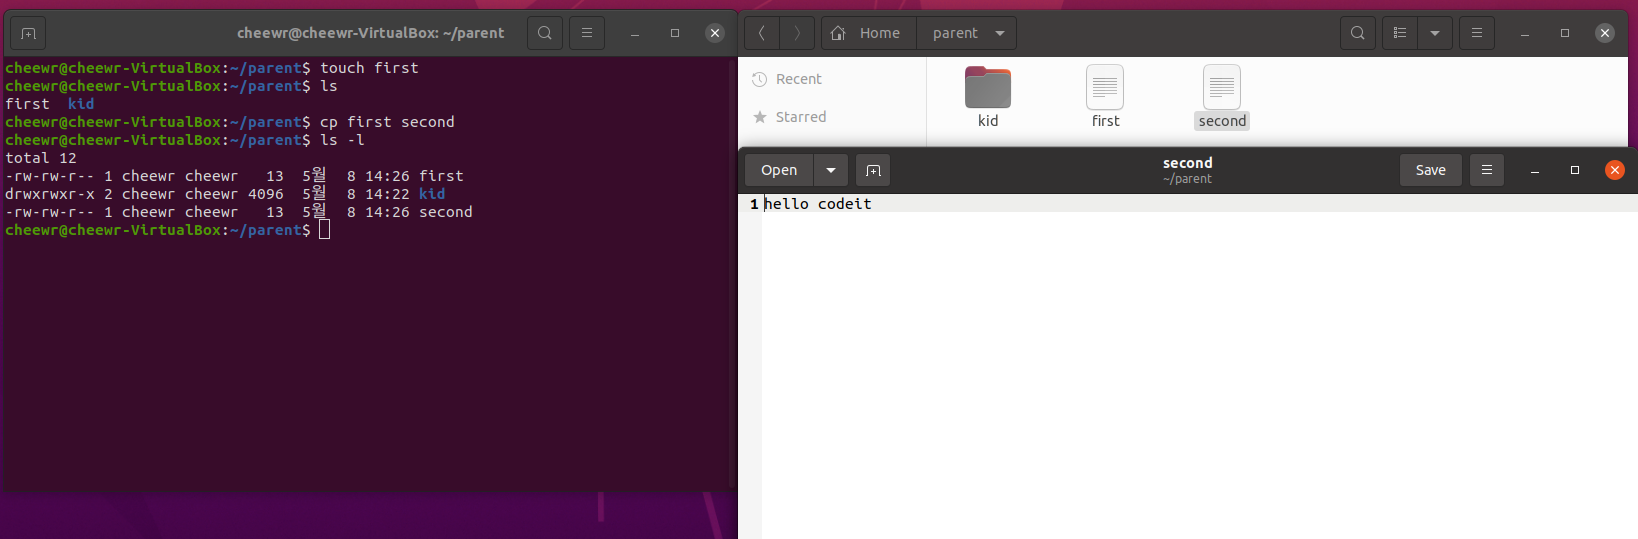 cheewr@cheewr-VirtualBox: ~/parent
cheewr@cheewr-VirtualBox:~/parent$ touch first
cheewr@cheewr-VirtualBox:~/parent$ ls
first  kid
cheewr@cheewr-VirtualBox:~/parent$ cp first second
cheewr@cheewr-VirtualBox:~/parent$ ls -l
total 12
-rw-rw-r-- 1 cheewr cheewr   13  5월  8 14:26 first
drwxrwxr-x 2 cheewr cheewr 4096  5월  8 14:22 kid
-rw-rw-r-- 1 cheewr cheewr   13  5월  8 14:26 second
cheewr@cheewr-VirtualBox:~/parent$
Home parent
Recent
Starred
kid first second
Open
second
~/parent
Save
1 hello codeit